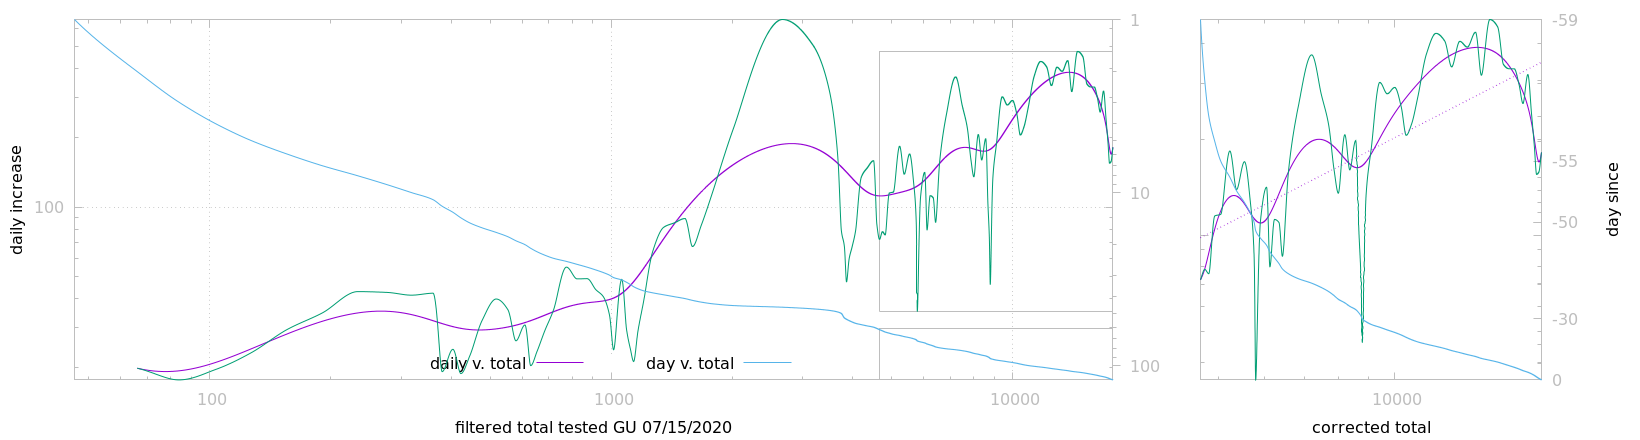 daily increase
100
1
10
100
daily v. total
day v. total
100
1000
10000
filtered total tested GU 07/15/2020
-59
-55
-50
-30
0
day since
10000
corrected total